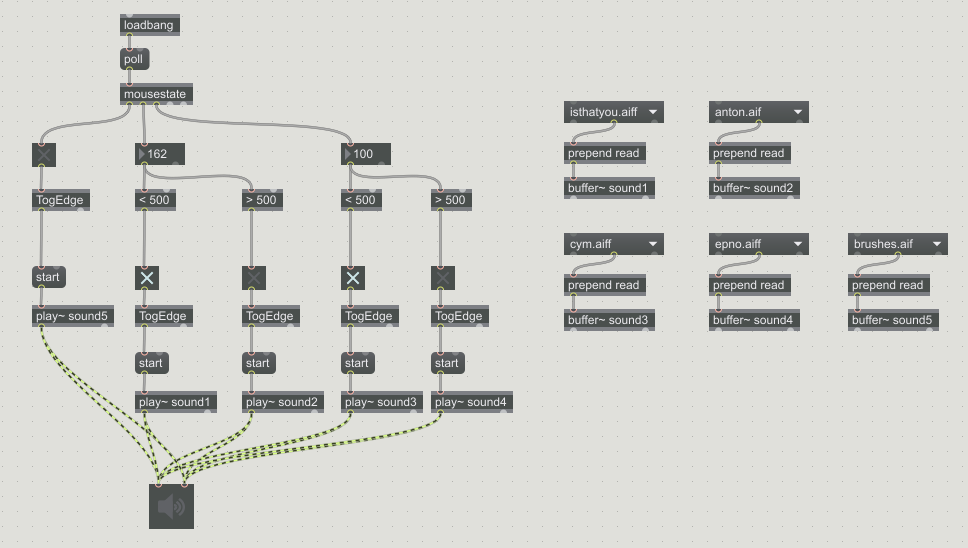 loadbang
poll
mousestate
162
100
TogEdge
< 500
> 500
< 500
> 500
start
play~ sound5
TogEdge
TogEdge
TogEdge
TogEdge
start
start
start
start
play~ sound1
play~ sound2
play~ sound3
play~ sound4
isthatyou.aiff
prepend read
buffer~ sound1
anton.aif
prepend read
buffer~ sound2
cym.aiff
prepend read
buffer~ sound3
epno.aiff
prepend read
buffer~ sound4
brushes.aif
prepend read
buffer~ sound5